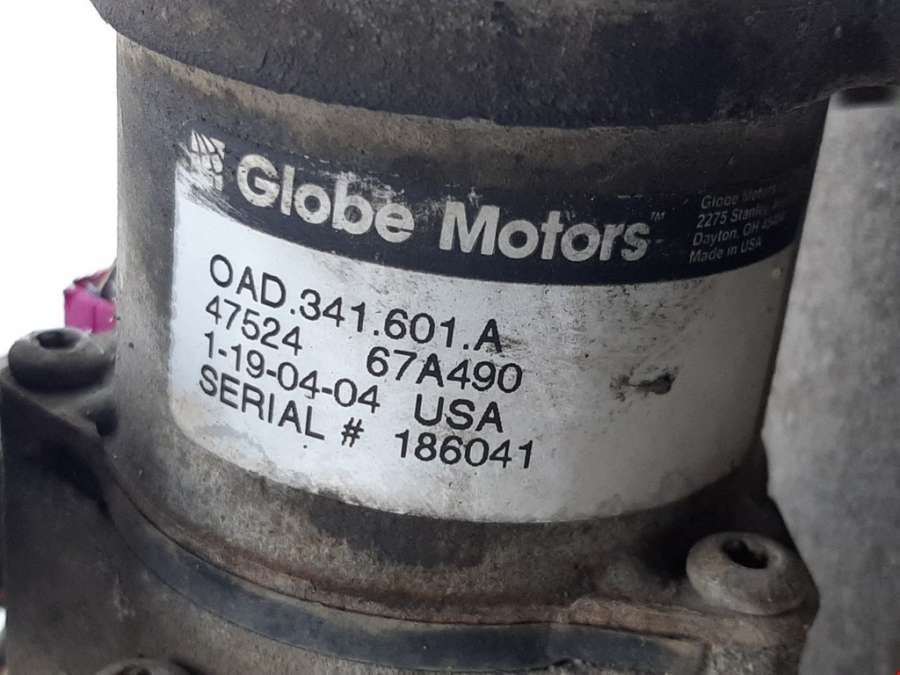 Globe Motors™
Globe Motors
2275 Stanley
Dayton, OH
Made in USA
OAD.341.601.A
47524 67A490
1-19-04-04 USA
SERIAL # 186041